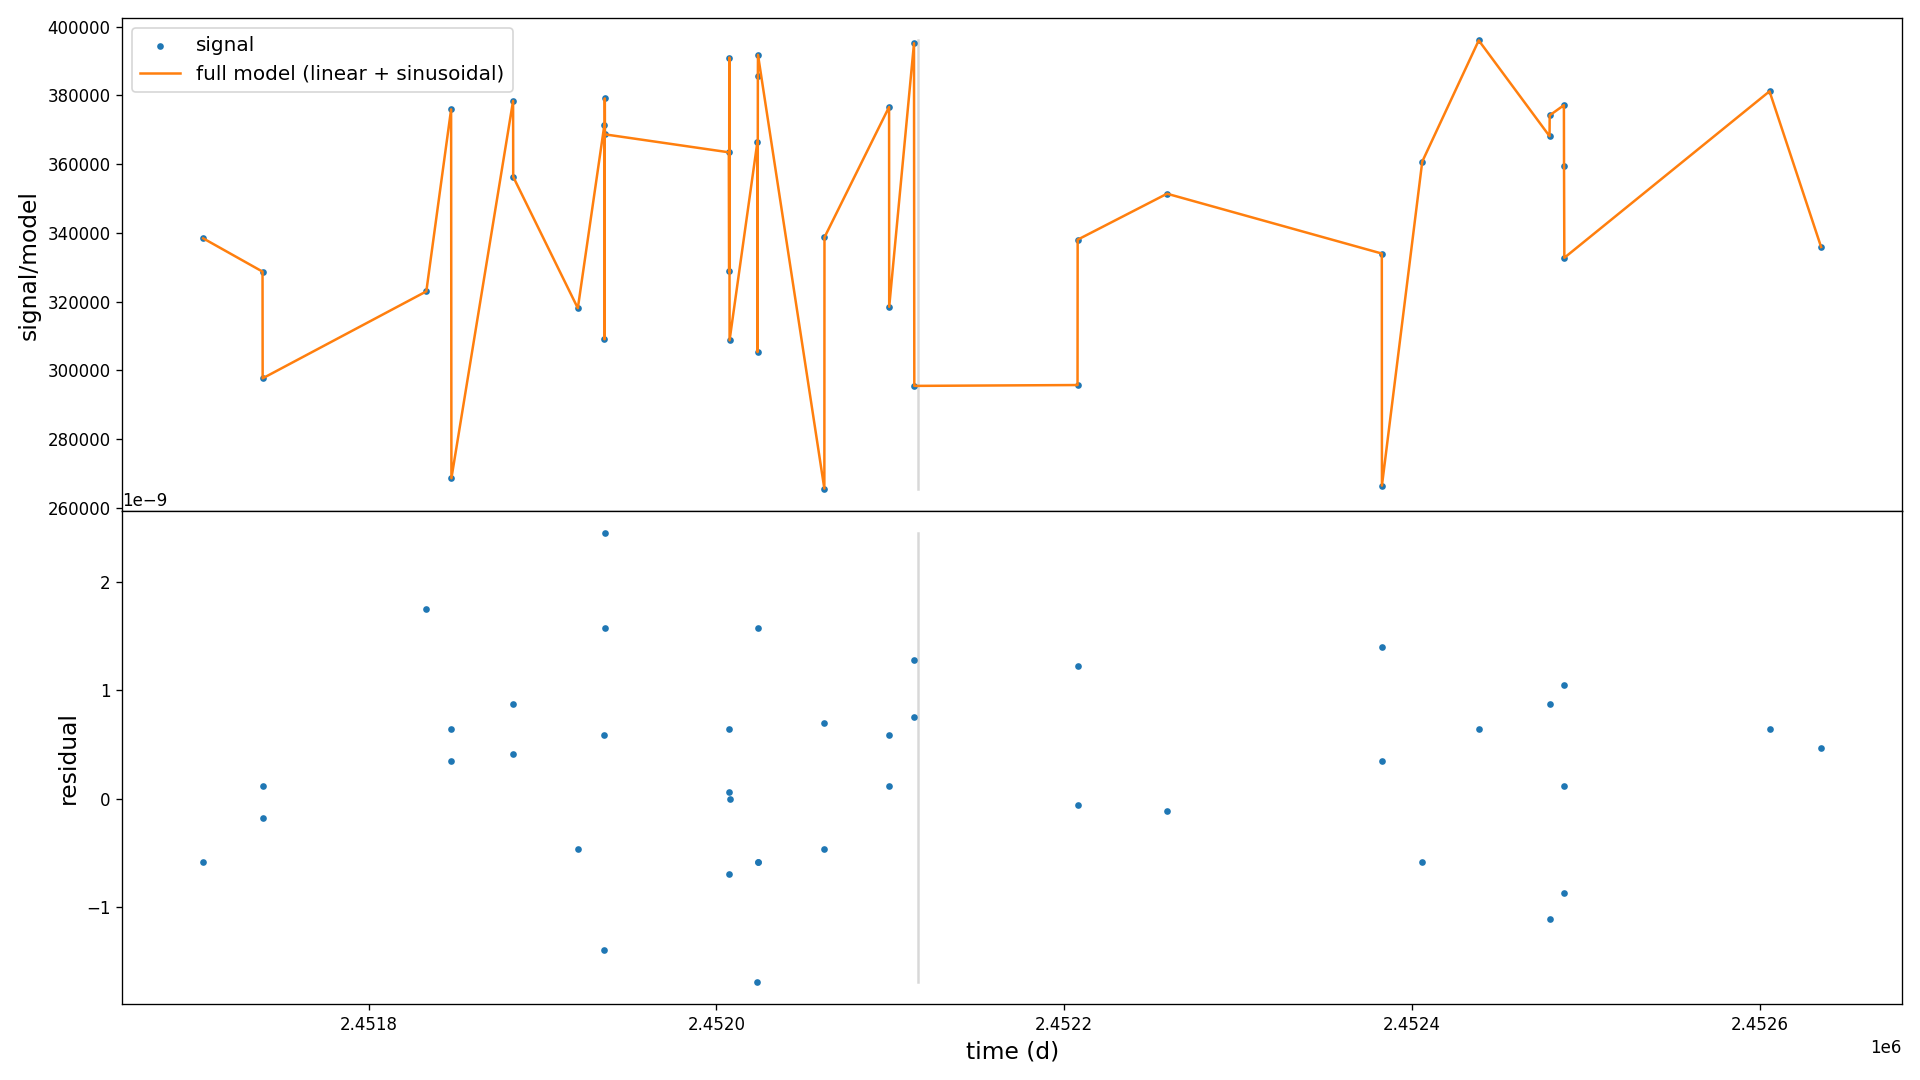 signal
full model (linear + sinusoidal)
signal/model
400000
380000
360000
340000
320000
300000
280000
260000
1e−9
residual
2
1
0
−1
2.4518
2.4520
2.4522
2.4524
2.4526
1e6
time (d)